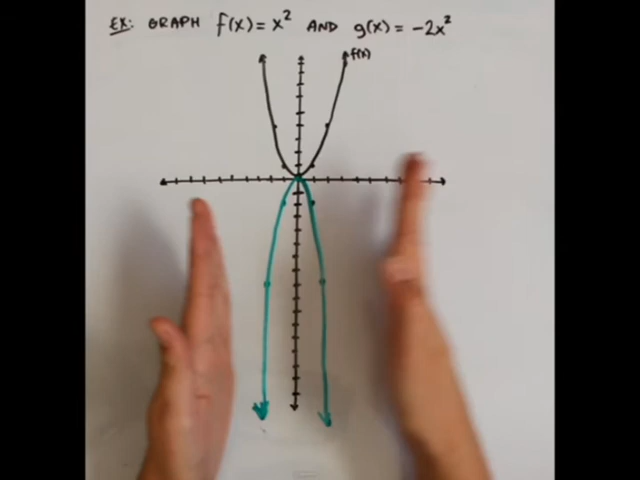 EX: GRAPH f(x) = x² AND g(x) = -2x²
f(x)